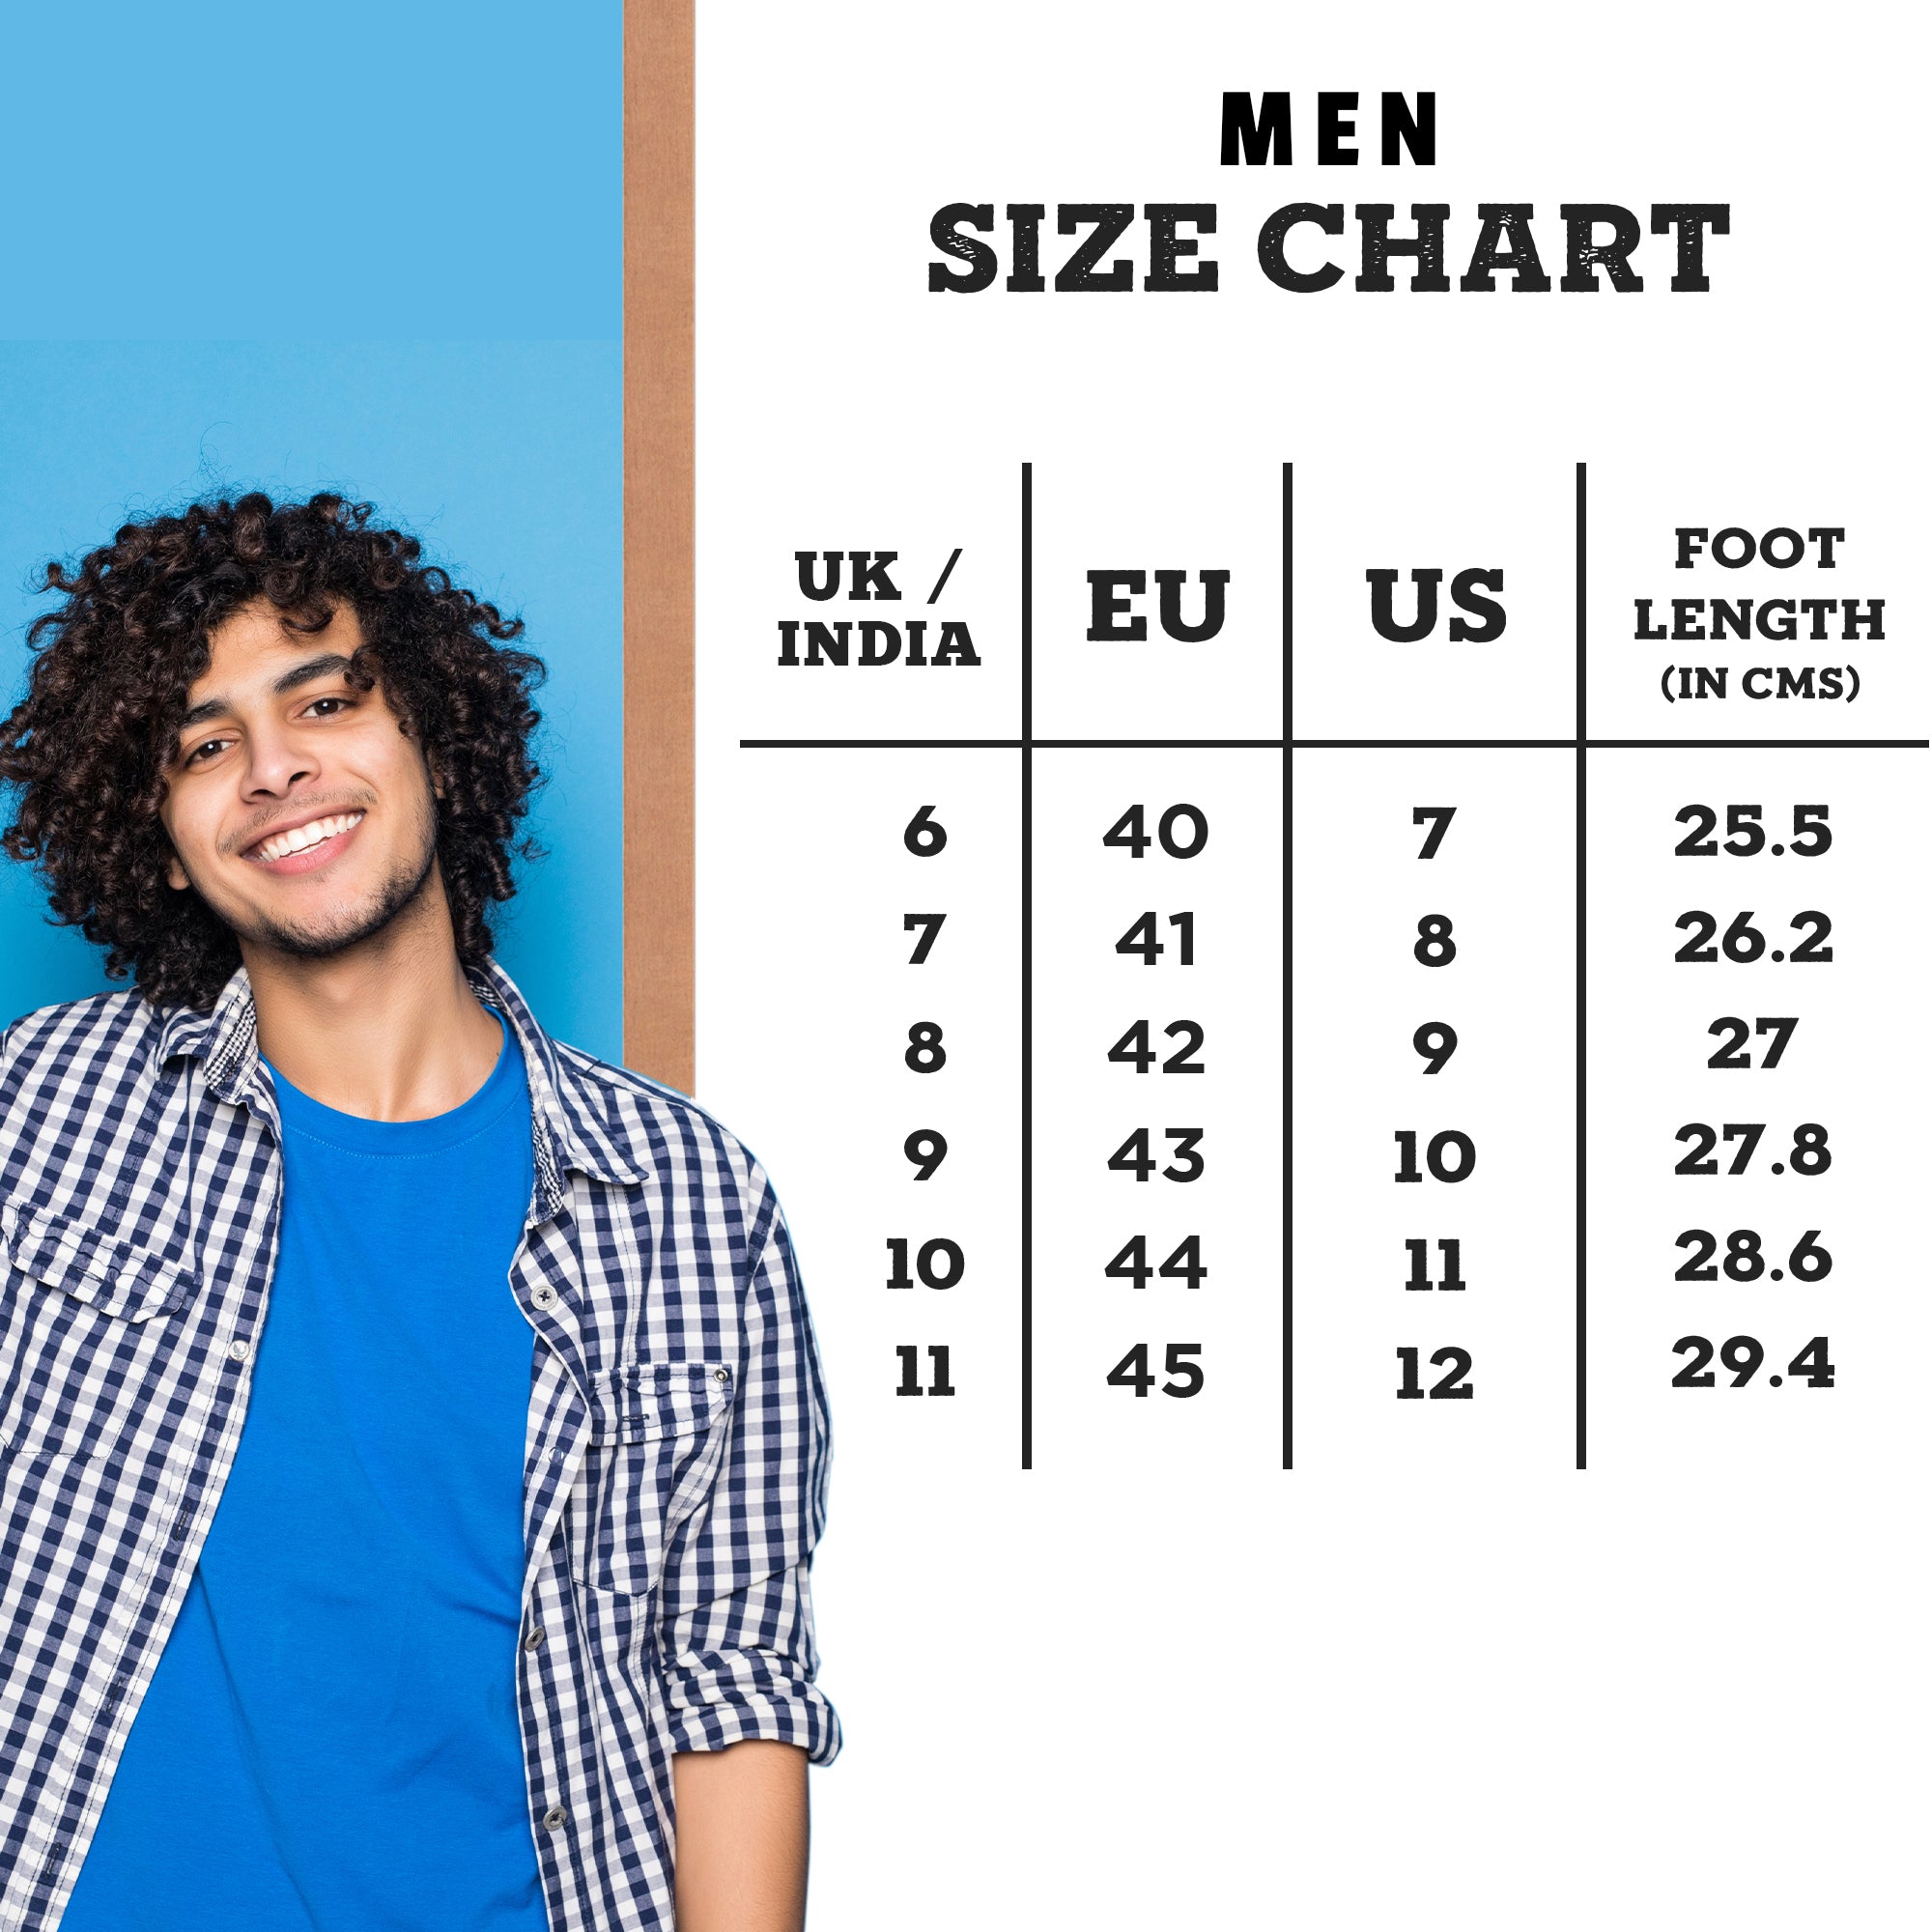 MEN
SIZE CHART
UK / INDIA EU US FOOT LENGTH (IN CMS)
6 40 7 25.5
7 41 8 26.2
8 42 9 27
9 43 10 27.8
10 44 11 28.6
11 45 12 29.4